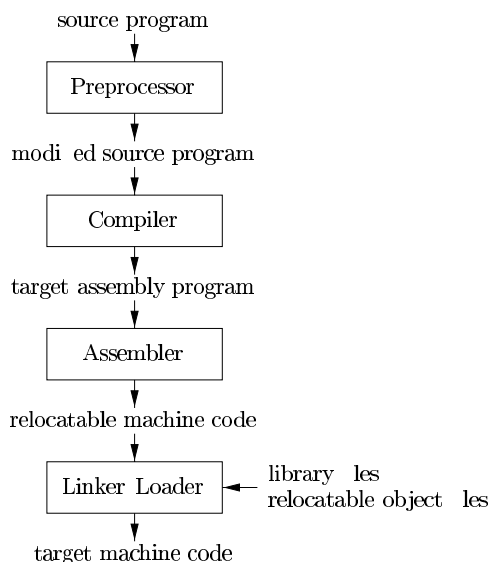 source program
Preprocessor
modi ed source program
Compiler
target assembly program
Assembler
relocatable machine code
Linker Loader
library les
relocatable object les
target machine code